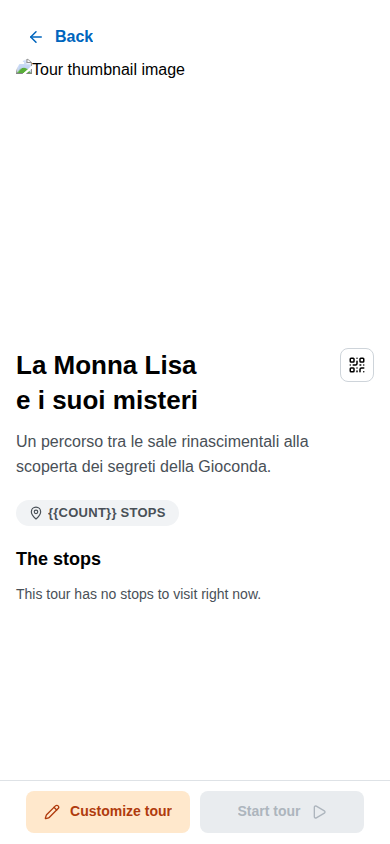 Back
Tour thumbnail image
La Monna Lisa
e i suoi misteri
Un percorso tra le sale rinascimentali alla
scoperta dei segreti della Gioconda.
{{COUNT}} STOPS
The stops
This tour has no stops to visit right now.
Customize tour
Start tour